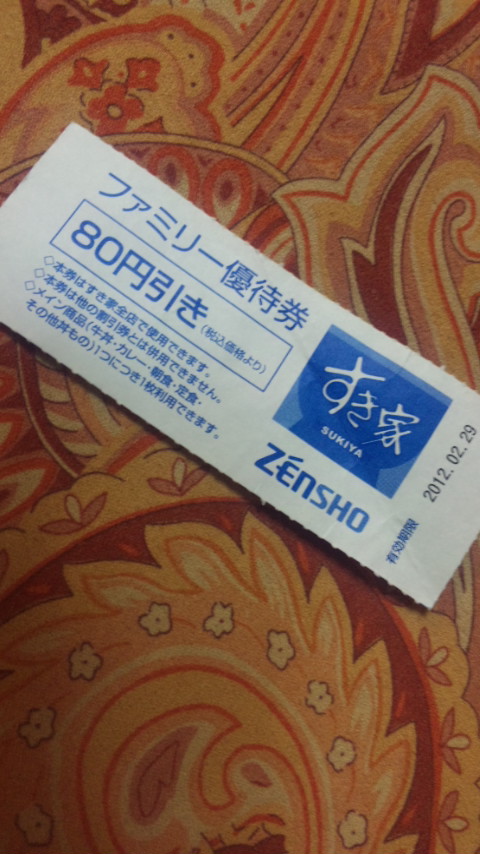 ファミリー優待券
80円引き(税込価格より)
◇本券はすき家全店で使用できます。
◇本券は他の割引券とは併用できません。
◇メイン商品(牛丼・カレー・朝食・定食・
その他丼もの)1つにつき1枚利用できます。
すき家
SUKIYA
ZENSHO
有効期限 2012.02.29